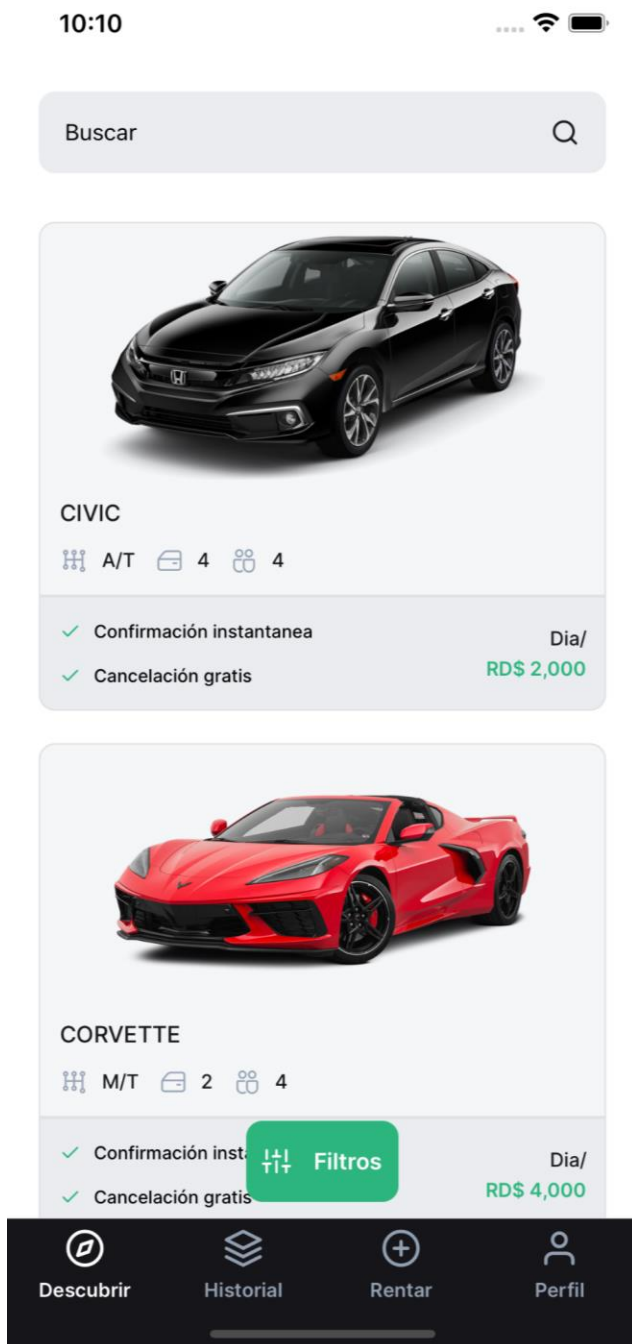 10:10
Buscar
CIVIC
A/T 4 4
Confirmación instantanea
Cancelación gratis
Dia/
RD$ 2,000
CORVETTE
M/T 2 4
Confirmación inst
Cancelación gratis
Filtros
Dia/
RD$ 4,000
Descubrir Historial Rentar Perfil